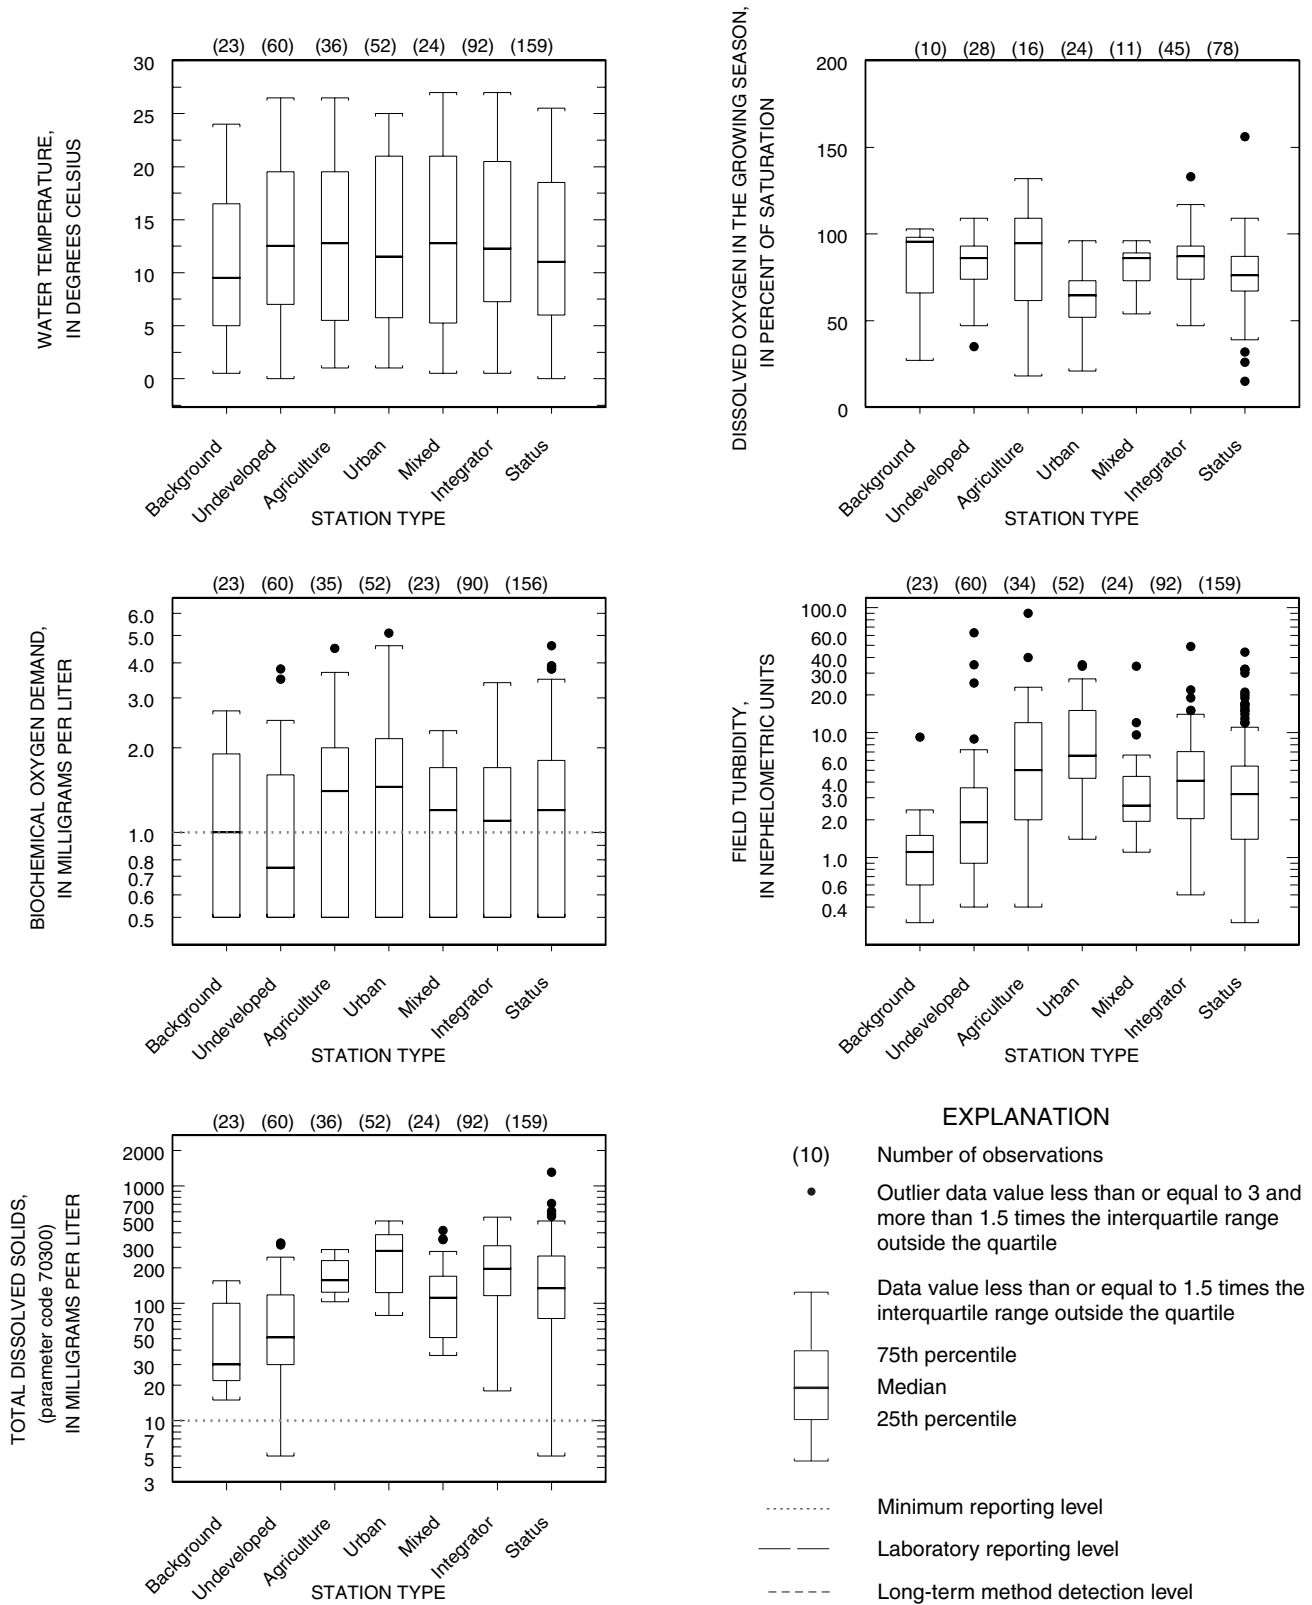 (23) (60) (36) (52) (24) (92) (159)
WATER TEMPERATURE,
IN DEGREES CELSIUS
30
25
20
15
10
5
0
Background Undeveloped Agriculture Urban Mixed Integrator Status
STATION TYPE
(10) (28) (16) (24) (11) (45) (78)
DISSOLVED OXYGEN IN THE GROWING SEASON,
IN PERCENT OF SATURATION
200
150
100
50
0
Background Undeveloped Agriculture Urban Mixed Integrator Status
STATION TYPE
(23) (60) (35) (52) (23) (90) (156)
BIOCHEMICAL OXYGEN DEMAND,
IN MILLIGRAMS PER LITER
6.0
5.0
4.0
3.0
2.0
1.0
0.8
0.7
0.6
0.5
Background Undeveloped Agriculture Urban Mixed Integrator Status
STATION TYPE
(23) (60) (34) (52) (24) (92) (159)
FIELD TURBIDITY,
IN NEPHELOMETRIC UNITS
100.0
60.0
40.0
20.0
10.0
6.0
4.0
3.0
2.0
1.0
0.6
0.4
Background Undeveloped Agriculture Urban Mixed Integrator Status
STATION TYPE
(23) (60) (36) (52) (24) (92) (159)
TOTAL DISSOLVED SOLIDS,
(parameter code 70300)
IN MILLIGRAMS PER LITER
2000
1000
700
500
300
200
100
50
30
20
10
7
5
3
Background Undeveloped Agriculture Urban Mixed Integrator Status
STATION TYPE
EXPLANATION
(10) Number of observations
Outlier data value less than or equal to 3 and
more than 1.5 times the interquartile range
outside the quartile
Data value less than or equal to 1.5 times the
interquartile range outside the quartile
75th percentile
Median
25th percentile
Minimum reporting level
Laboratory reporting level
Long-term method detection level